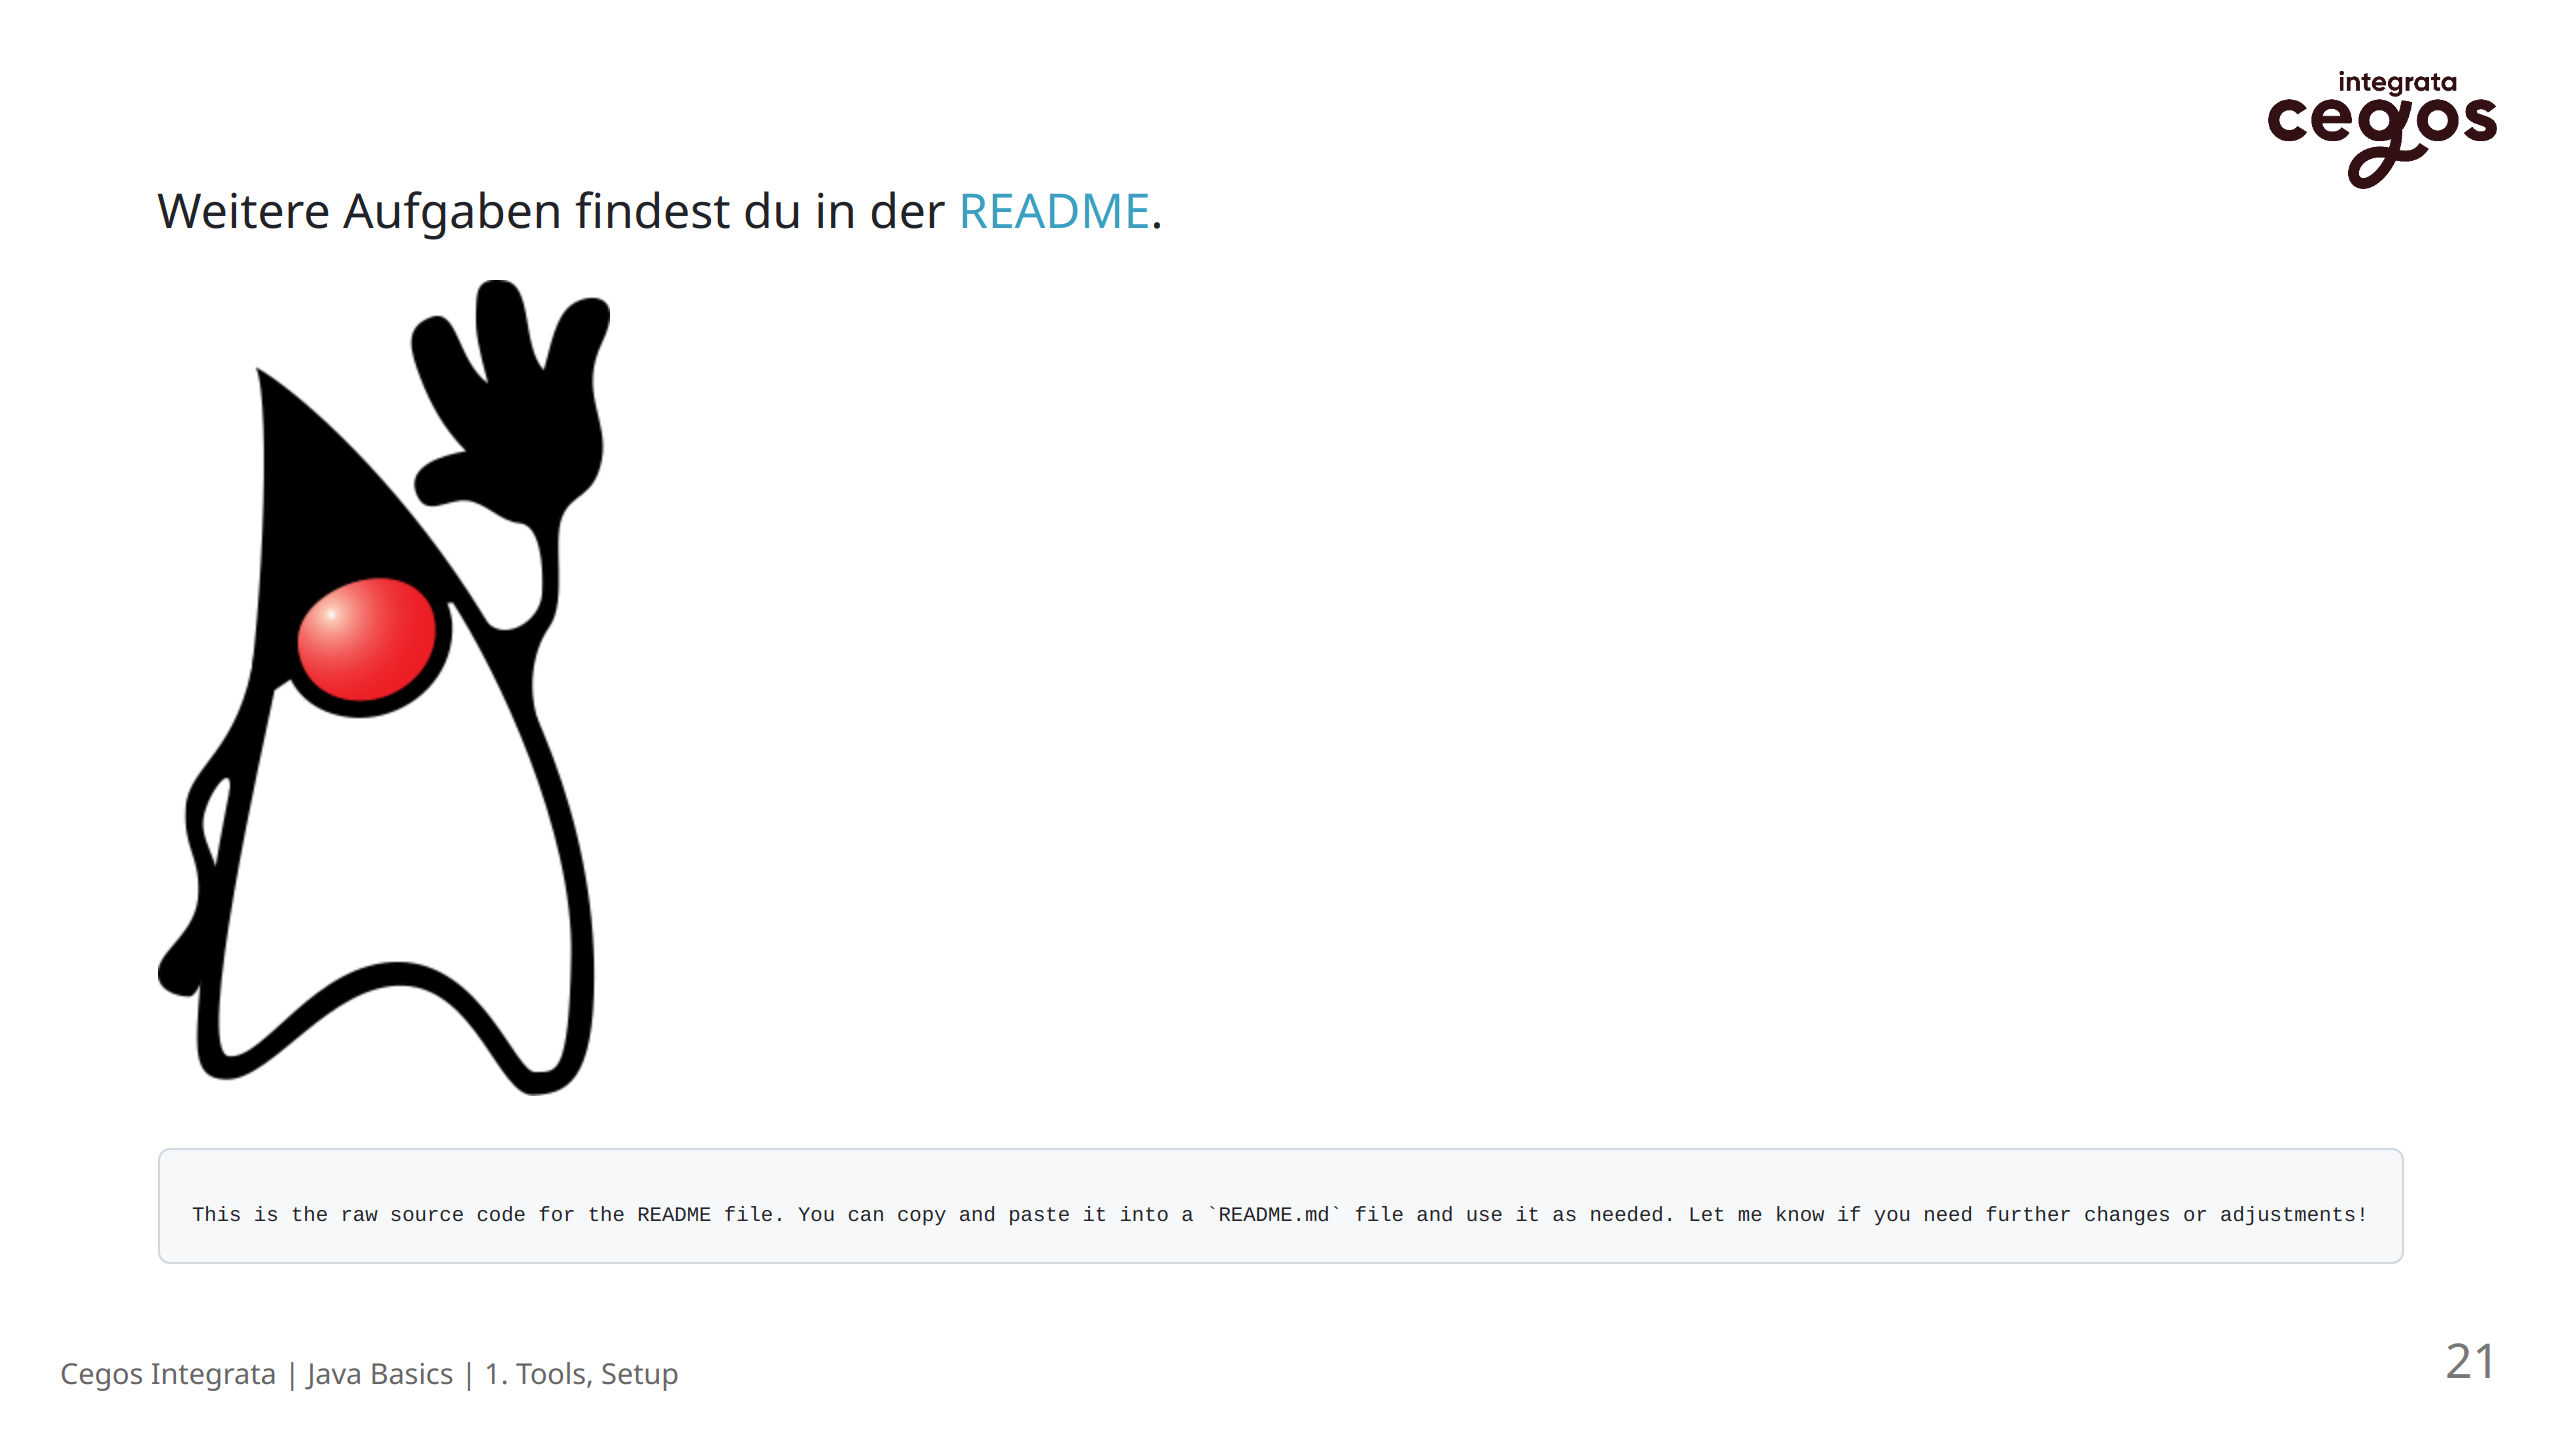 integrata
cegos
Weitere Aufgaben findest du in der README.
This is the raw source code for the README file. You can copy and paste it into a `README.md` file and use it as needed. Let me know if you need further changes or adjustments!
Cegos Integrata | Java Basics | 1. Tools, Setup
21